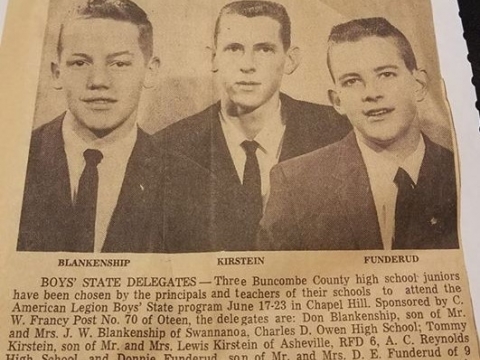 BLANKENSHIP KIRSTEIN FUNDERUD
BOYS' STATE DELEGATES — Three Buncombe County high school juniors
have been chosen by the principals and teachers of their schools to attend the
American Legion Boys' State program June 17-23 in Chapel Hill. Sponsored by C.
W. Francy Post No. 70 of Oteen, the delegates are: Don Blankenship, son of Mr.
and Mrs. J. W. Blankenship of Swannanoa, Charles D. Owen High School; Tommy
Kirstein, son of Mr. and Mrs. Lewis Kirstein of Asheville, RFD 6, A. C. Reynolds
High School, and Donnie Funderud, son of Mr. and Mrs. D. D. Funderud of 9